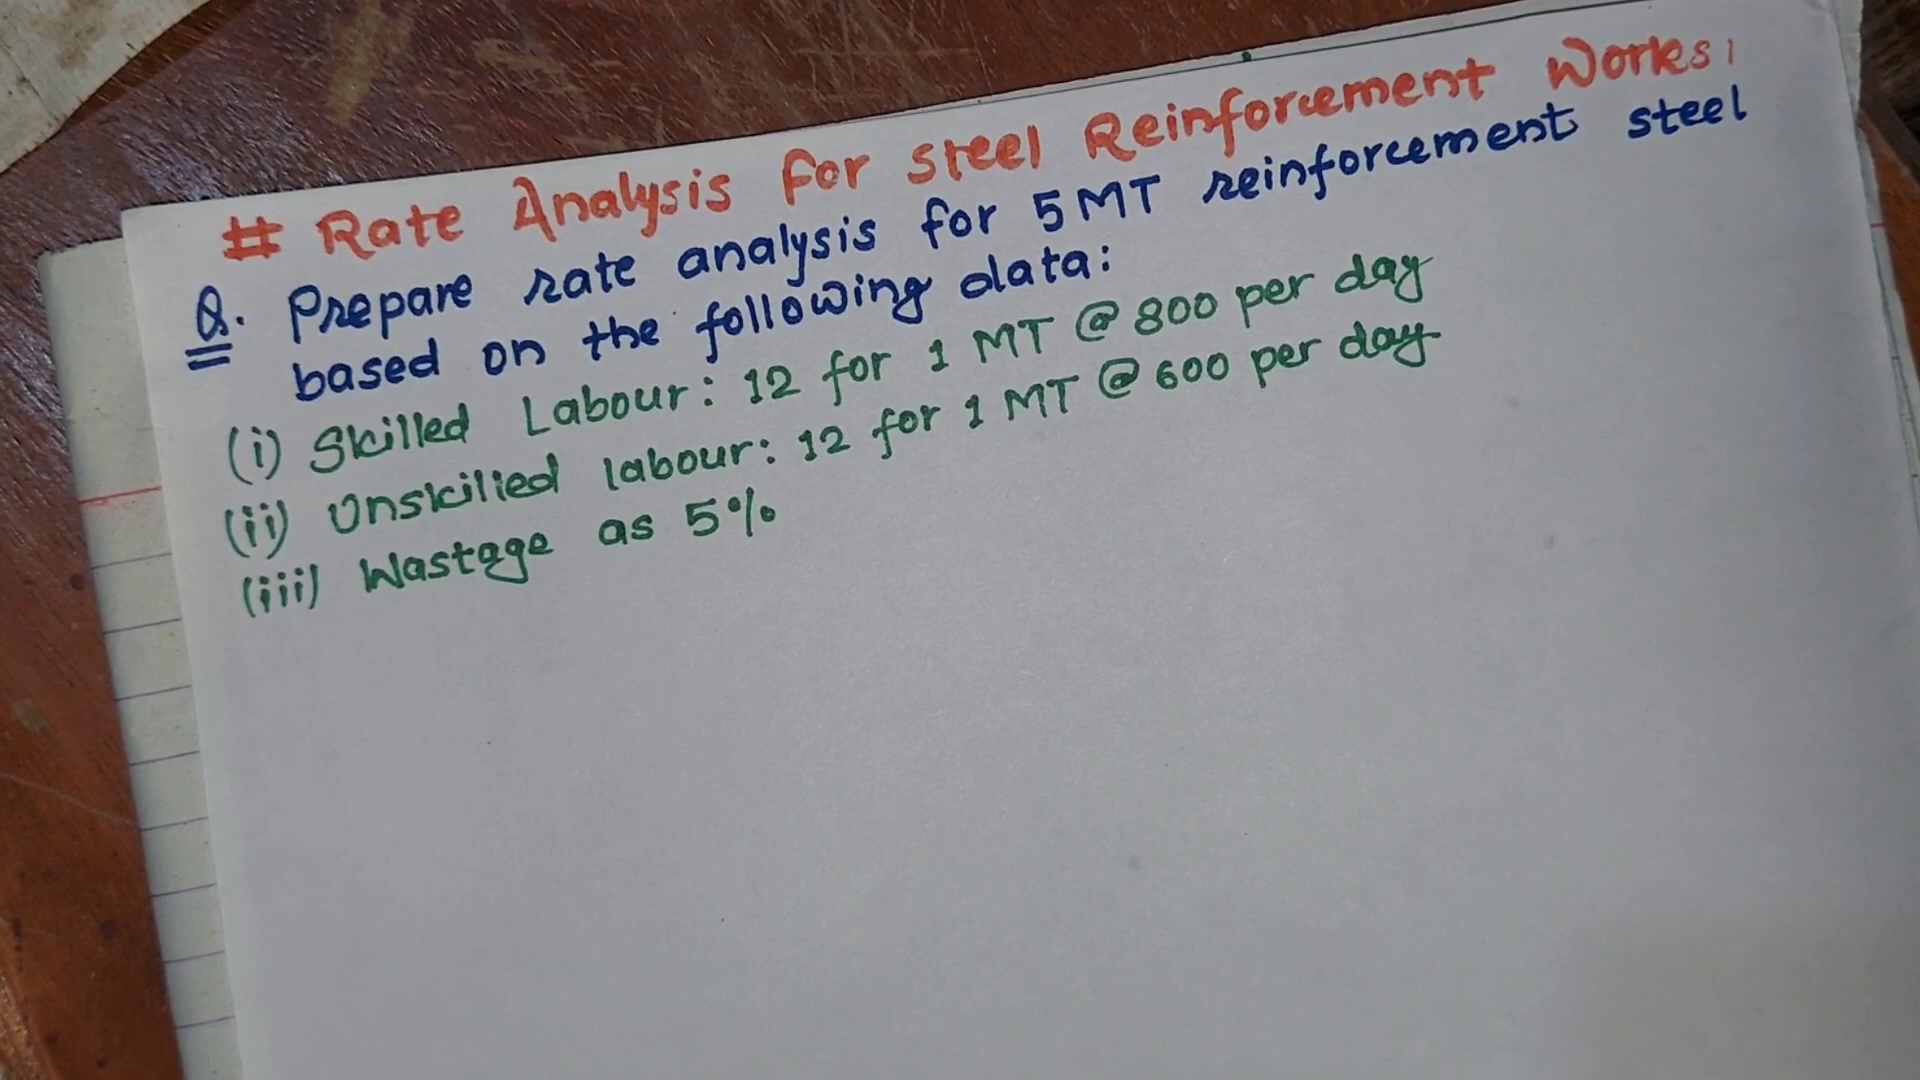 # Rate Analysis for steel Reinforcement Works:
Q. Prepare rate analysis for 5 MT reinforcement steel
based on the following data:
(i) Skilled Labour: 12 for 1 MT @ 800 per day
(ii) Unskilled labour: 12 for 1 MT @ 600 per day
(iii) Wastage as 5%